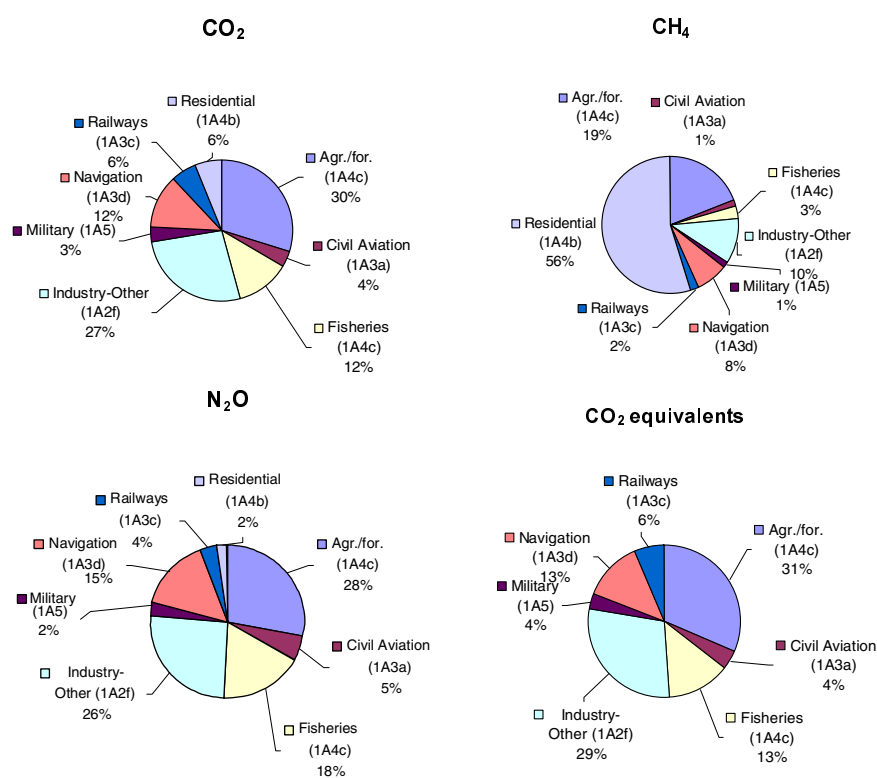 CO₂
Residential
(1A4b)
6%
Railways
(1A3c)
6%
Navigation
(1A3d)
12%
Military (1A5)
3%
Industry-Other
(1A2f)
27%
Agr./for.
(1A4c)
30%
Civil Aviation
(1A3a)
4%
Fisheries
(1A4c)
12%
CH₄
Agr./for.
(1A4c)
19%
Civil Aviation
(1A3a)
1%
Fisheries
(1A4c)
3%
Industry-Other
(1A2f)
10%
Military (1A5)
1%
Navigation
(1A3d)
8%
Railways
(1A3c)
2%
Residential
(1A4b)
56%
N₂O
Residential
(1A4b)
2%
Railways
(1A3c)
4%
Navigation
(1A3d)
15%
Military
(1A5)
2%
Industry-
Other (1A2f)
26%
Agr./for.
(1A4c)
28%
Civil Aviation
(1A3a)
5%
Fisheries
(1A4c)
18%
CO₂ equivalents
Railways
(1A3c)
6%
Navigation
(1A3d)
13%
Military
(1A5)
4%
Industry-
Other (1A2f)
29%
Agr./for.
(1A4c)
31%
Civil Aviation
(1A3a)
4%
Fisheries
(1A4c)
13%